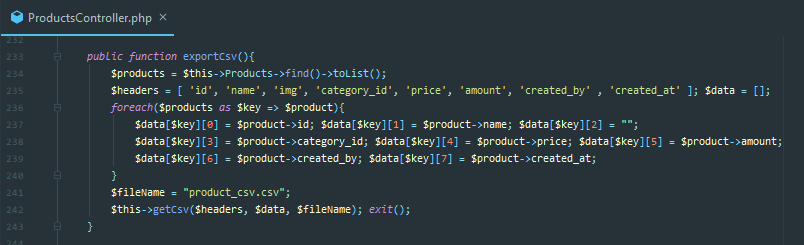 ProductsController.php ×
232
233 public function exportCsv(){
234 $products = $this->Products->find()->toList();
235 $headers = [ 'id', 'name', 'img', 'category_id', 'price', 'amount', 'created_by' , 'created_at' ]; $data = [];
236 foreach($products as $key => $product){
237 $data[$key][0] = $product->id; $data[$key][1] = $product->name; $data[$key][2] = "";
238 $data[$key][3] = $product->category_id; $data[$key][4] = $product->price; $data[$key][5] = $product->amount;
239 $data[$key][6] = $product->created_by; $data[$key][7] = $product->created_at;
240 }
241 $fileName = "product_csv.csv";
242 $this->getCsv($headers, $data, $fileName); exit();
243 }
244